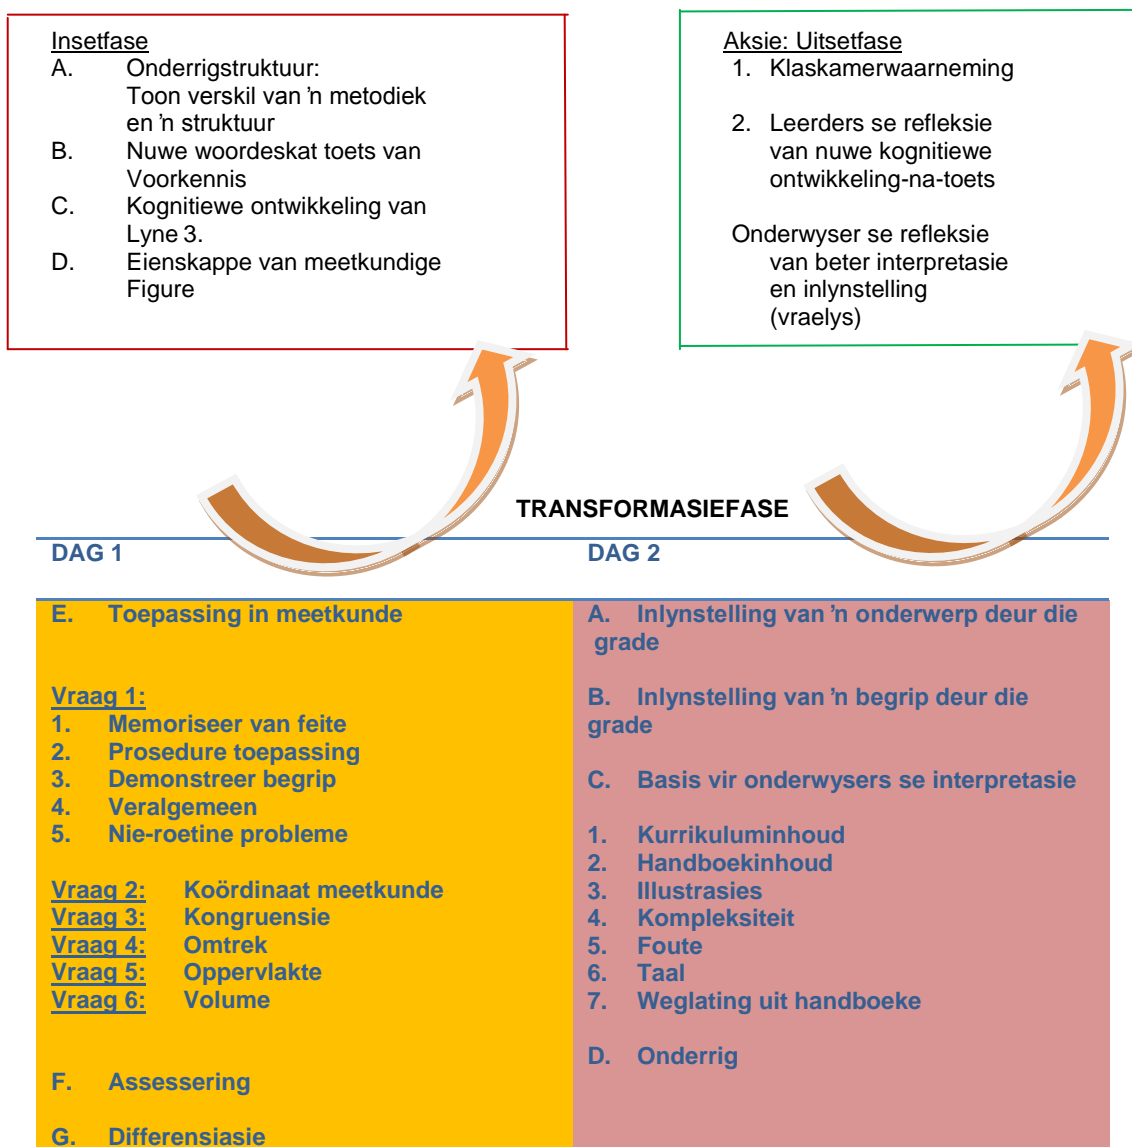 Insetfase
A. Onderrigstruktuur:
Toon verskil van ’n metodiek
en ’n struktuur
B. Nuwe woordeskat toets van
Voorkennis
C. Kognitiewe ontwikkeling van
Lyne 3.
D. Eienskappe van meetkundige
Figure
Aksie: Uitsetfase
1. Klaskamerwaarneming
2. Leerders se refleksie
van nuwe kognitiewe
ontwikkeling-na-toets
Onderwyser se refleksie
van beter interpretasie
en inlynstelling
(vraelys)
TRANSFORMASIEFASE
DAG 1
E. Toepassing in meetkunde
Vraag 1:
1. Memoriseer van feite
2. Prosedure toepassing
3. Demonstreer begrip
4. Veralgemeen
5. Nie-roetine probleme
Vraag 2: Koördinaat meetkunde
Vraag 3: Kongruensie
Vraag 4: Omtrek
Vraag 5: Oppervlakte
Vraag 6: Volume
F. Assessering
G. Differensiasie
DAG 2
A. Inlynstelling van ’n onderwerp deur die
grade
B. Inlynstelling van ’n begrip deur die
grade
C. Basis vir onderwysers se interpretasie
1. Kurrikuluminhoud
2. Handboekinhoud
3. Illustrasies
4. Kompleksiteit
5. Foute
6. Taal
7. Weglating uit handboeke
D. Onderrig